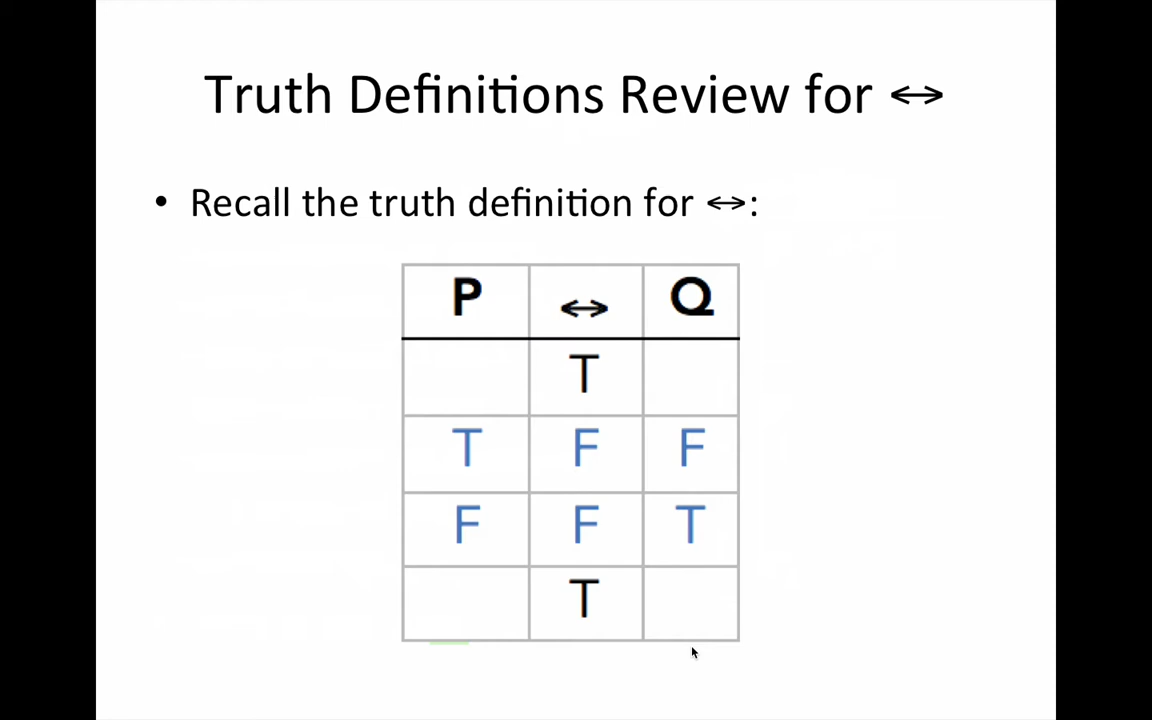 Truth Definitions Review for ↔
• Recall the truth definition for ↔:
P ↔ Q
T
T F F
F F T
T